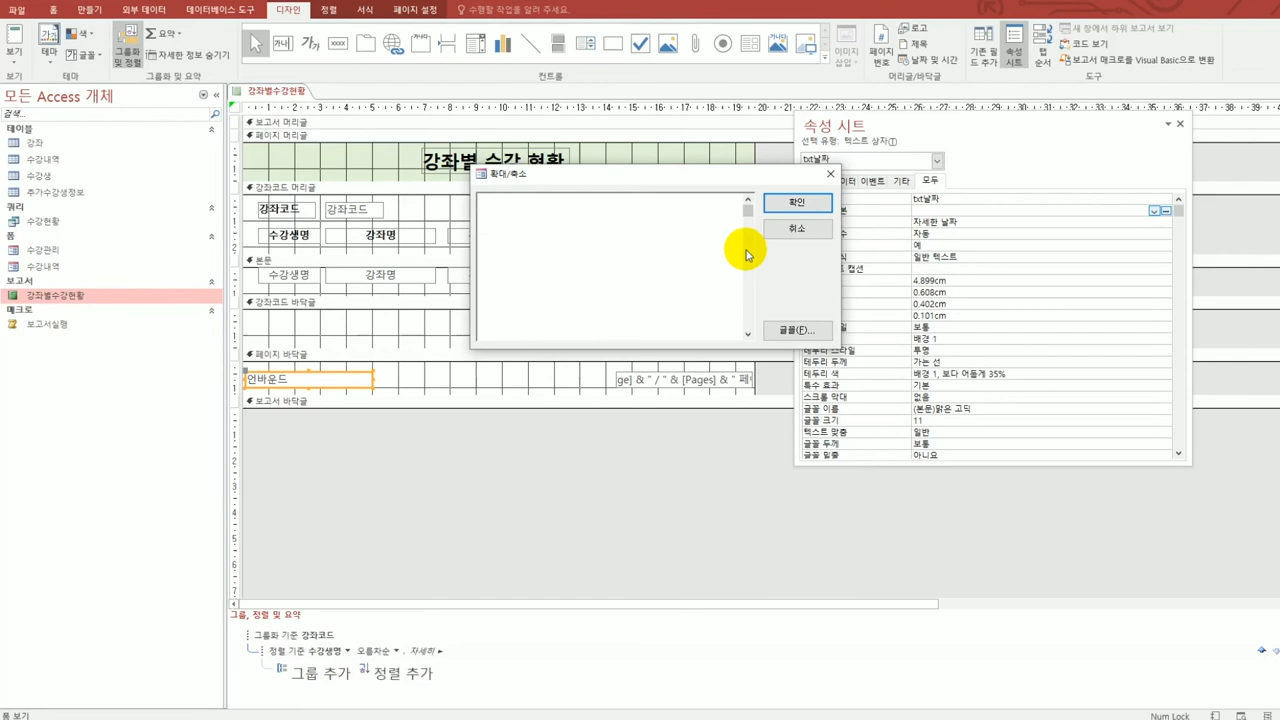 파일 홈 만들기 외부 데이터 데이터베이스 도구 디자인 정렬 서식 페이지 설정 수행할 작업을 알려 주세요.
보기 테마 색 글꼴 그룹화 및 정렬 요약 자세한 정보 숨기기
이미지 삽입 페이지 번호 로고 제목 날짜 및 시간 기존 필드 추가 속성 시트 탭 순서 새 창에서 하위 보고서 보기 코드 보기 보고서 매크로를 Visual Basic으로 변환
보기 테마 그룹화 및 요약 컨트롤 머리글/바닥글 도구
모든 Access 개체
검색...
테이블
강좌
수강내역
수강생
추가수강생정보
쿼리
수강현황
폼
수강관리
수강내역
보고서
강좌별수강현황
매크로
보고서실행
강좌별수강현황
보고서 머리글
페이지 머리글
강좌별 수강 현황
강좌코드 머리글
강좌코드 강좌코드
수강생명 강좌명
본문
수강생명 강좌명
강좌코드 바닥글
페이지 바닥글
언바운드 ge] & " / " & [Pages] & " 페
보고서 바닥글
확대/축소
확인
취소
글꼴(F)...
속성 시트
선택 유형: 텍스트 상자(T)
txt날짜
이벤트 기타 모두
txt날짜
자세한 날짜
자동
예
일반 텍스트
캡션
4.899cm
0.608cm
0.402cm
0.101cm
보통
배경 1
테두리 스타일 투명
테두리 두께 가는 선
테두리 색 배경 1, 보다 어둡게 35%
특수 효과 기본
스크롤 막대 없음
글꼴 이름 (본문)맑은 고딕
글꼴 크기 11
텍스트 맞춤 일반
글꼴 두께 보통
글꼴 밑줄 아니요
그룹, 정렬 및 요약
그룹화 기준 강좌코드
정렬 기준 수강생명 오름차순 , 자세히
그룹 추가 정렬 추가
폼 보기 Num Lock